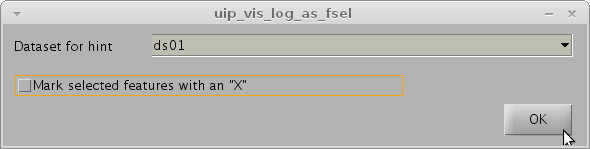 uip_vis_log_as_fsel
Dataset for hint ds01
Mark selected features with an "X"
OK